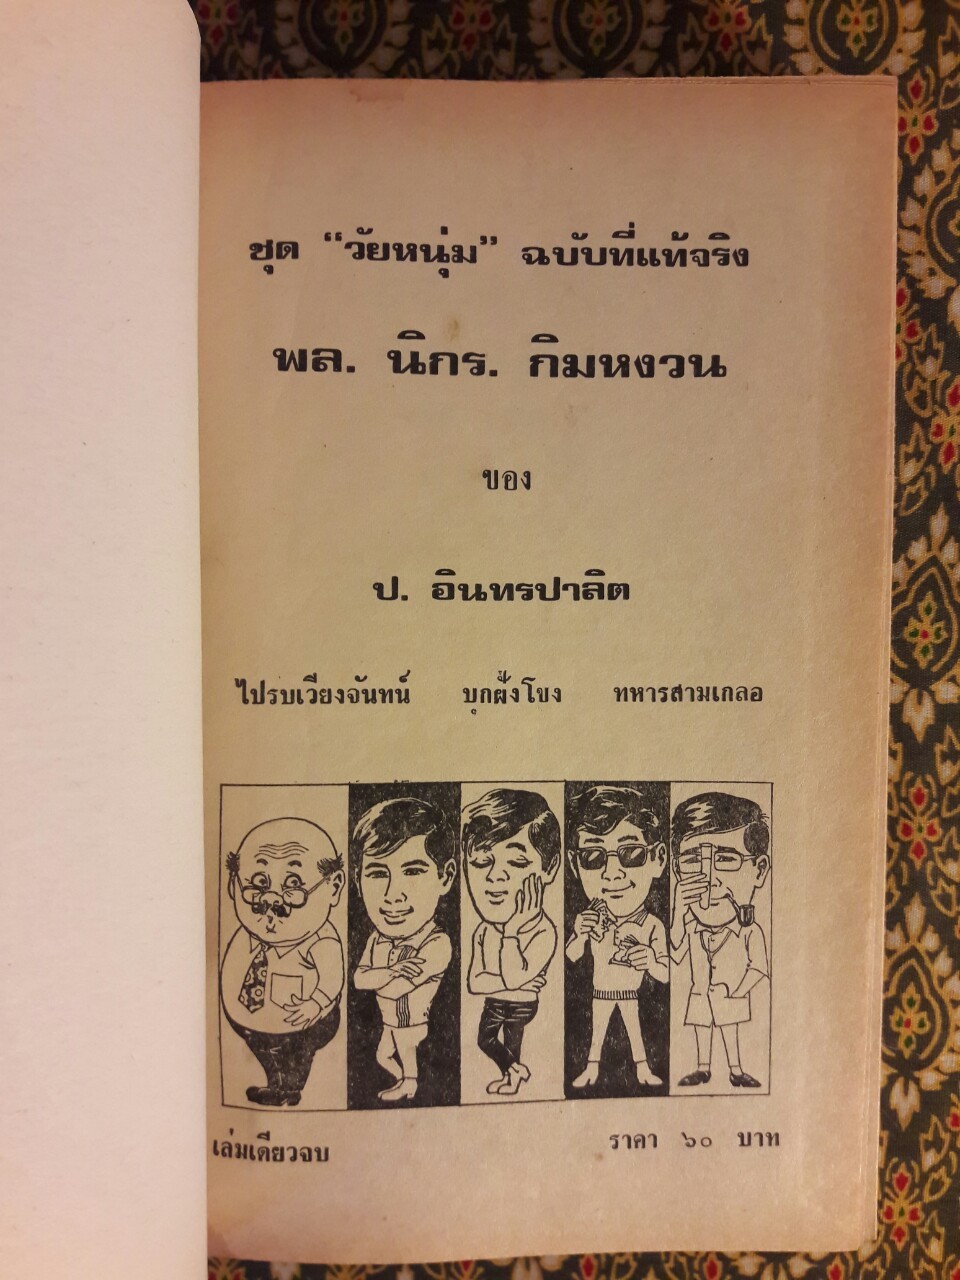 ชุด “วัยหนุ่ม” ฉบับที่แท้จริง
พล. นิกร. กิมหงวน
ของ
ป. อินทรปาลิต
ไปรบเวียงจันทน์ บุกฝั่งโขง ทหารสามเกลอ
เล่มเดียวจบ ราคา ๖๐ บาท